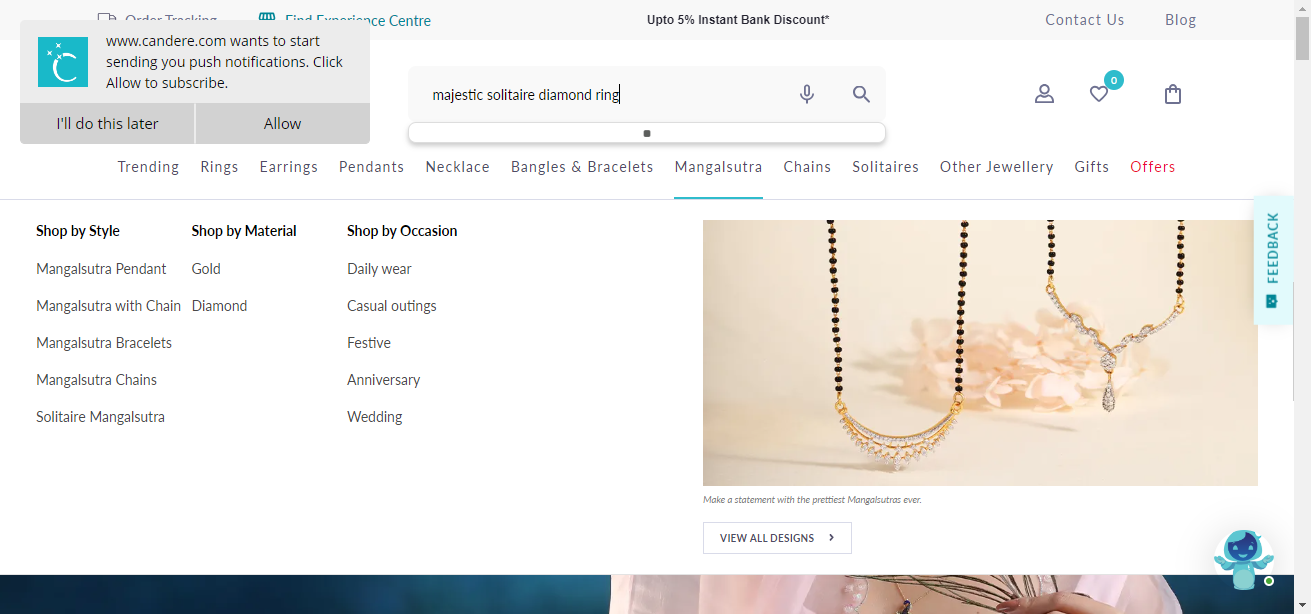 Order Tracking
Find Experience Centre
Upto 5% Instant Bank Discount*
Contact Us
Blog
www.candere.com wants to start
sending you push notifications. Click
Allow to subscribe.
I'll do this later
Allow
majestic solitaire diamond ring
0
Trending
Rings
Earrings
Pendants
Necklace
Bangles & Bracelets
Mangalsutra
Chains
Solitaires
Other Jewellery
Gifts
Offers
Shop by Style
Mangalsutra Pendant
Mangalsutra with Chain
Mangalsutra Bracelets
Mangalsutra Chains
Solitaire Mangalsutra
Shop by Material
Gold
Diamond
Shop by Occasion
Daily wear
Casual outings
Festive
Anniversary
Wedding
Make a statement with the prettiest Mangalsutras ever.
VIEW ALL DESIGNS
FEEDBACK